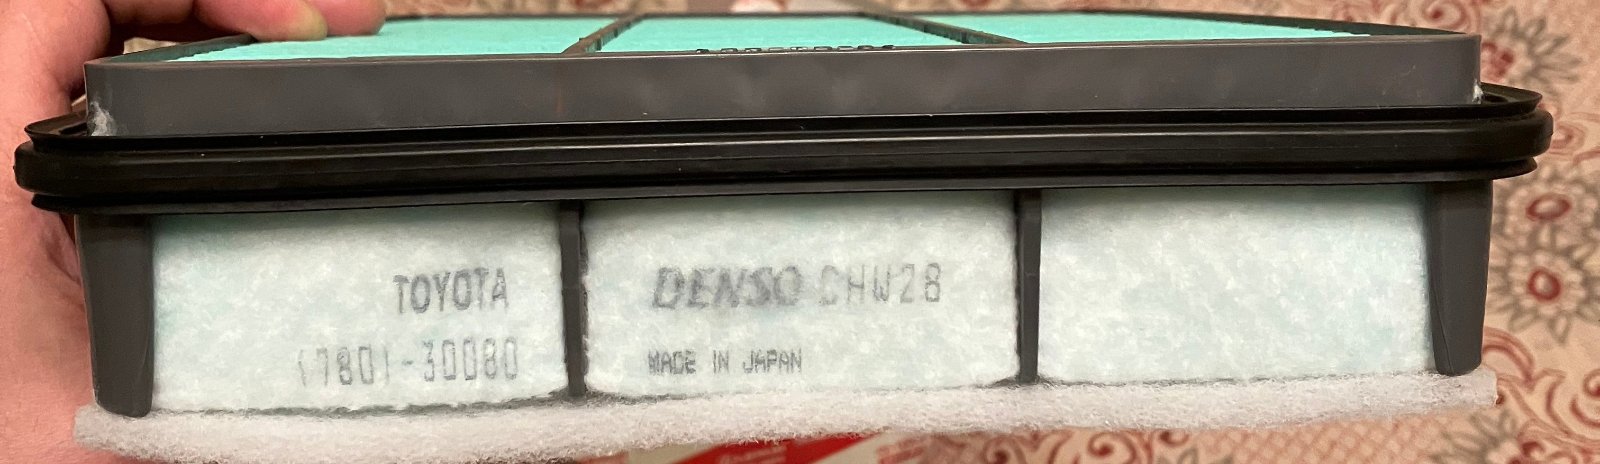 TOYOTA
17801-30080
DENSO CHW28
MADE IN JAPAN